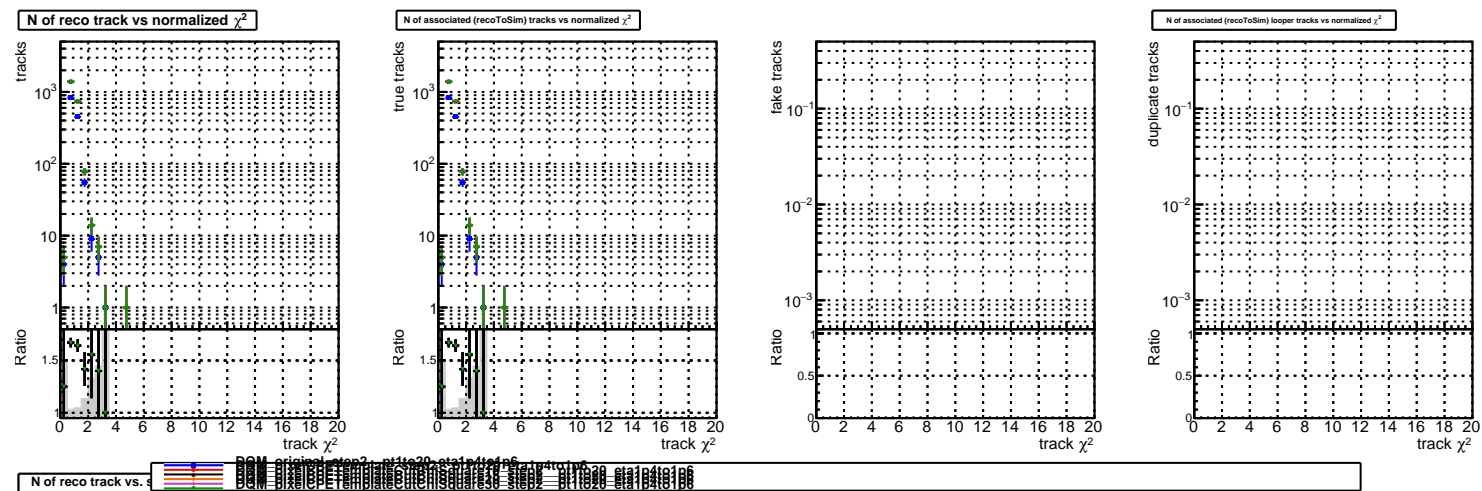 N of reco track vs normalized χ²
N of associated (recoToSim) tracks vs normalized χ²
N of associated (recoToSim) looper tracks vs normalized χ²
tracks
10³
10²
10
1
Ratio
1.5
1
0 2 4 6 8 10 12 14 16 18 20
track χ²
true tracks
10³
10²
10
1
Ratio
1.5
1
0 2 4 6 8 10 12 14 16 18 20
track χ²
fake tracks
10⁻¹
10⁻²
10⁻³
Ratio
1
0.5
0
0 2 4 6 8 10 12 14 16 18 20
track χ²
duplicate tracks
10⁻¹
10⁻²
10⁻³
Ratio
1
0.5
0
0 2 4 6 8 10 12 14 16 18 20
track χ²
N of reco track vs.